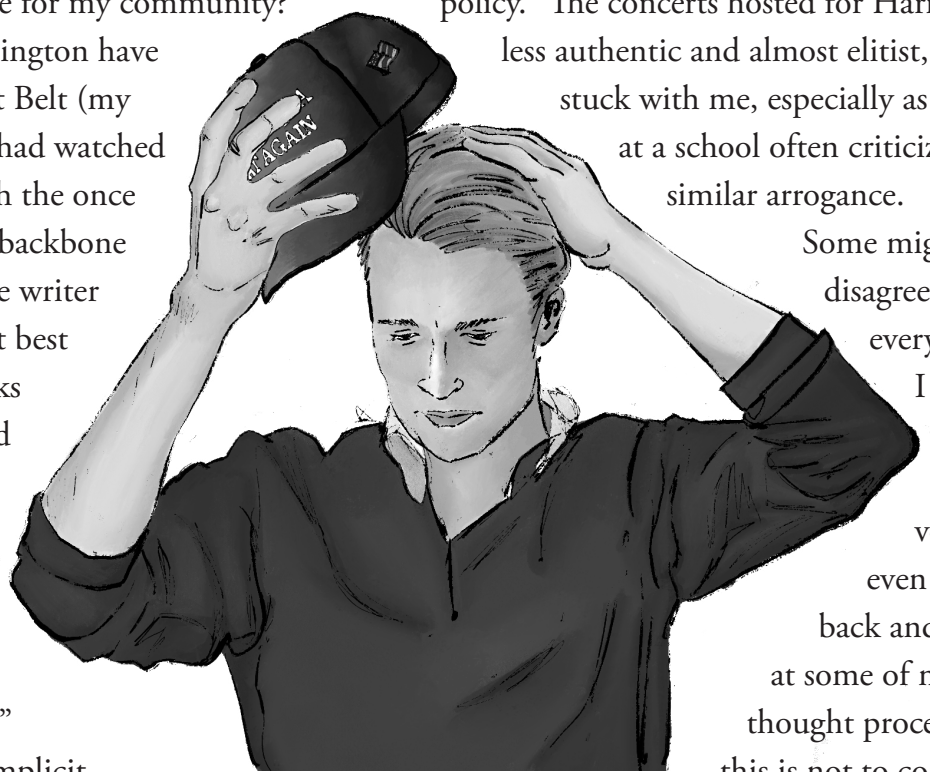 e for my community?
ington have
t Belt (my
had watched
h the once
backbone
e writer
t best
ks
d
”
mplicit
A
AGAIN
policy. The concerts hosted for Harr
less authentic and almost elitist,
stuck with me, especially as
at a school often criticiz
similar arrogance.
Some mig
disagree
every
I
v
even
back and
at some of m
thought proce
this is not to co